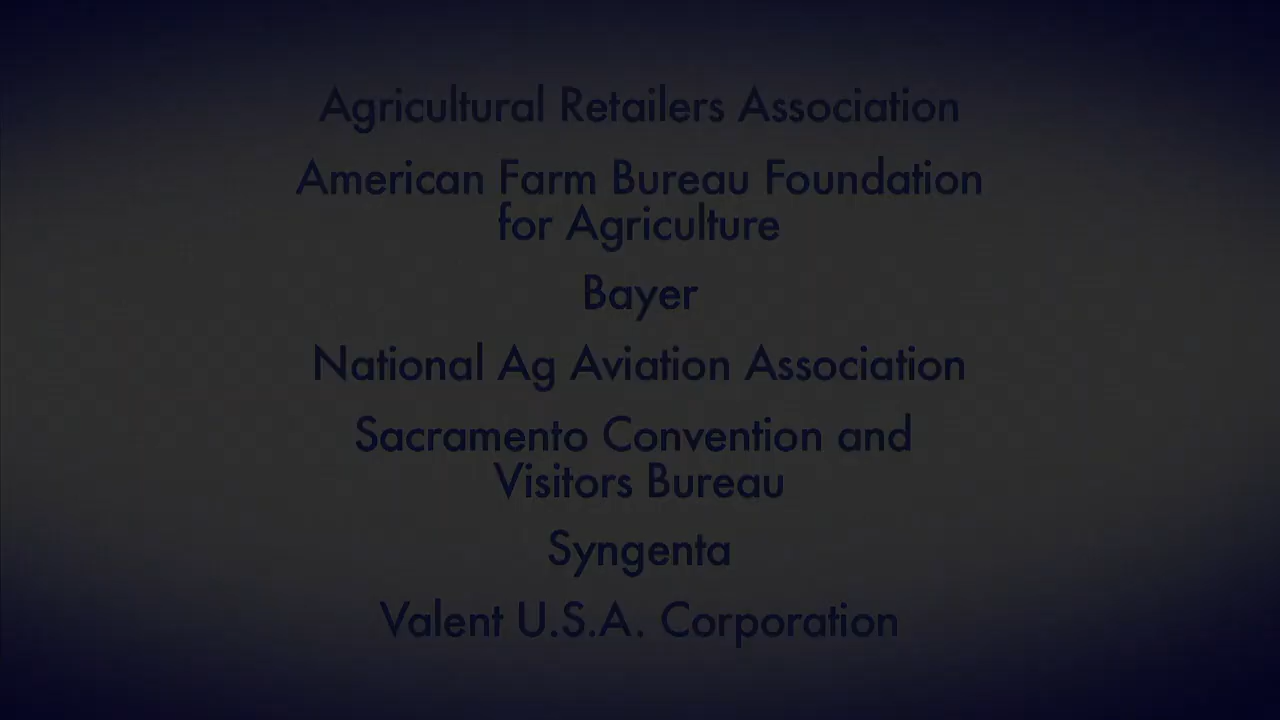 Agricultural Retailers Association
American Farm Bureau Foundation
for Agriculture
Bayer
National Ag Aviation Association
Sacramento Convention and
Visitors Bureau
Syngenta
Valent U.S.A. Corporation